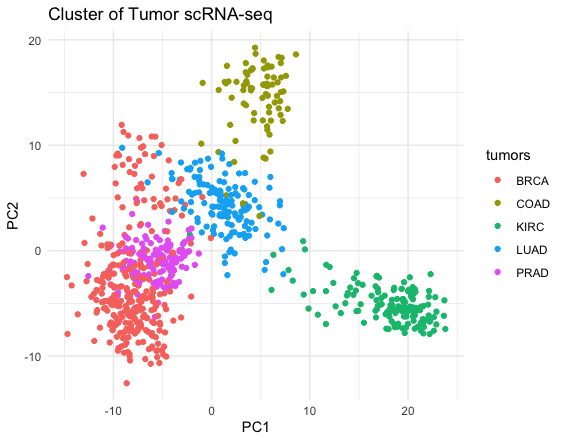 Cluster of Tumor scRNA-seq
20
10
0
-10
PC2
-10
0
10
20
PC1
tumors
BRCA
COAD
KIRC
LUAD
PRAD